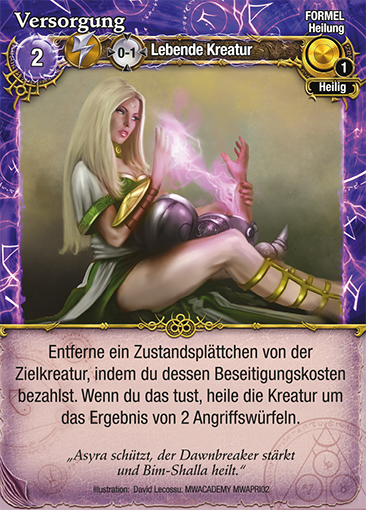 Versorgung
FORMEL
Heilung
2
0-1
Lebende Kreatur
1
Heilig
Entferne ein Zustandsplättchen von der
Zielkreatur, indem du dessen Beseitigungskosten
bezahlst. Wenn du das tust, heile die Kreatur um
das Ergebnis von 2 Angriffswürfeln.
„Asyra schützt, der Dawnbreaker stärkt
und Bim-Shalla heilt.“
Illustration: David Lecossu. MWACADEMY MWAPRI02